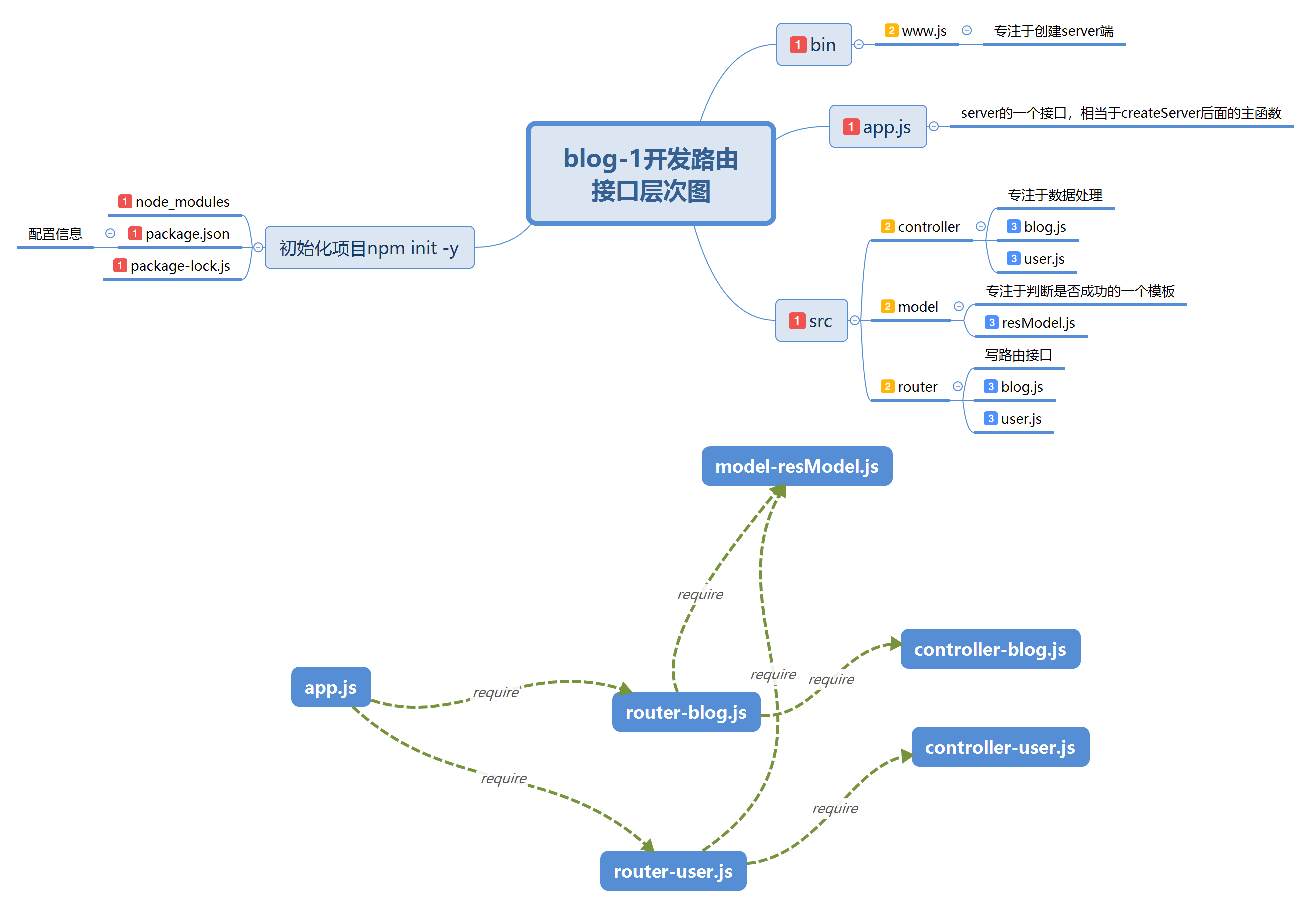 blog-1开发路由
接口层次图
1 bin
2 www.js
专注于创建server端
1 app.js
server的一个接口，相当于createServer后面的主函数
1 src
2 controller
专注于数据处理
3 blog.js
3 user.js
2 model
专注于判断是否成功的一个模板
3 resModel.js
2 router
写路由接口
3 blog.js
3 user.js
初始化项目npm init -y
1 node_modules
1 package.json
配置信息
1 package-lock.js
model-resModel.js
require
controller-blog.js
require
require
app.js
require
router-blog.js
controller-user.js
require
require
router-user.js